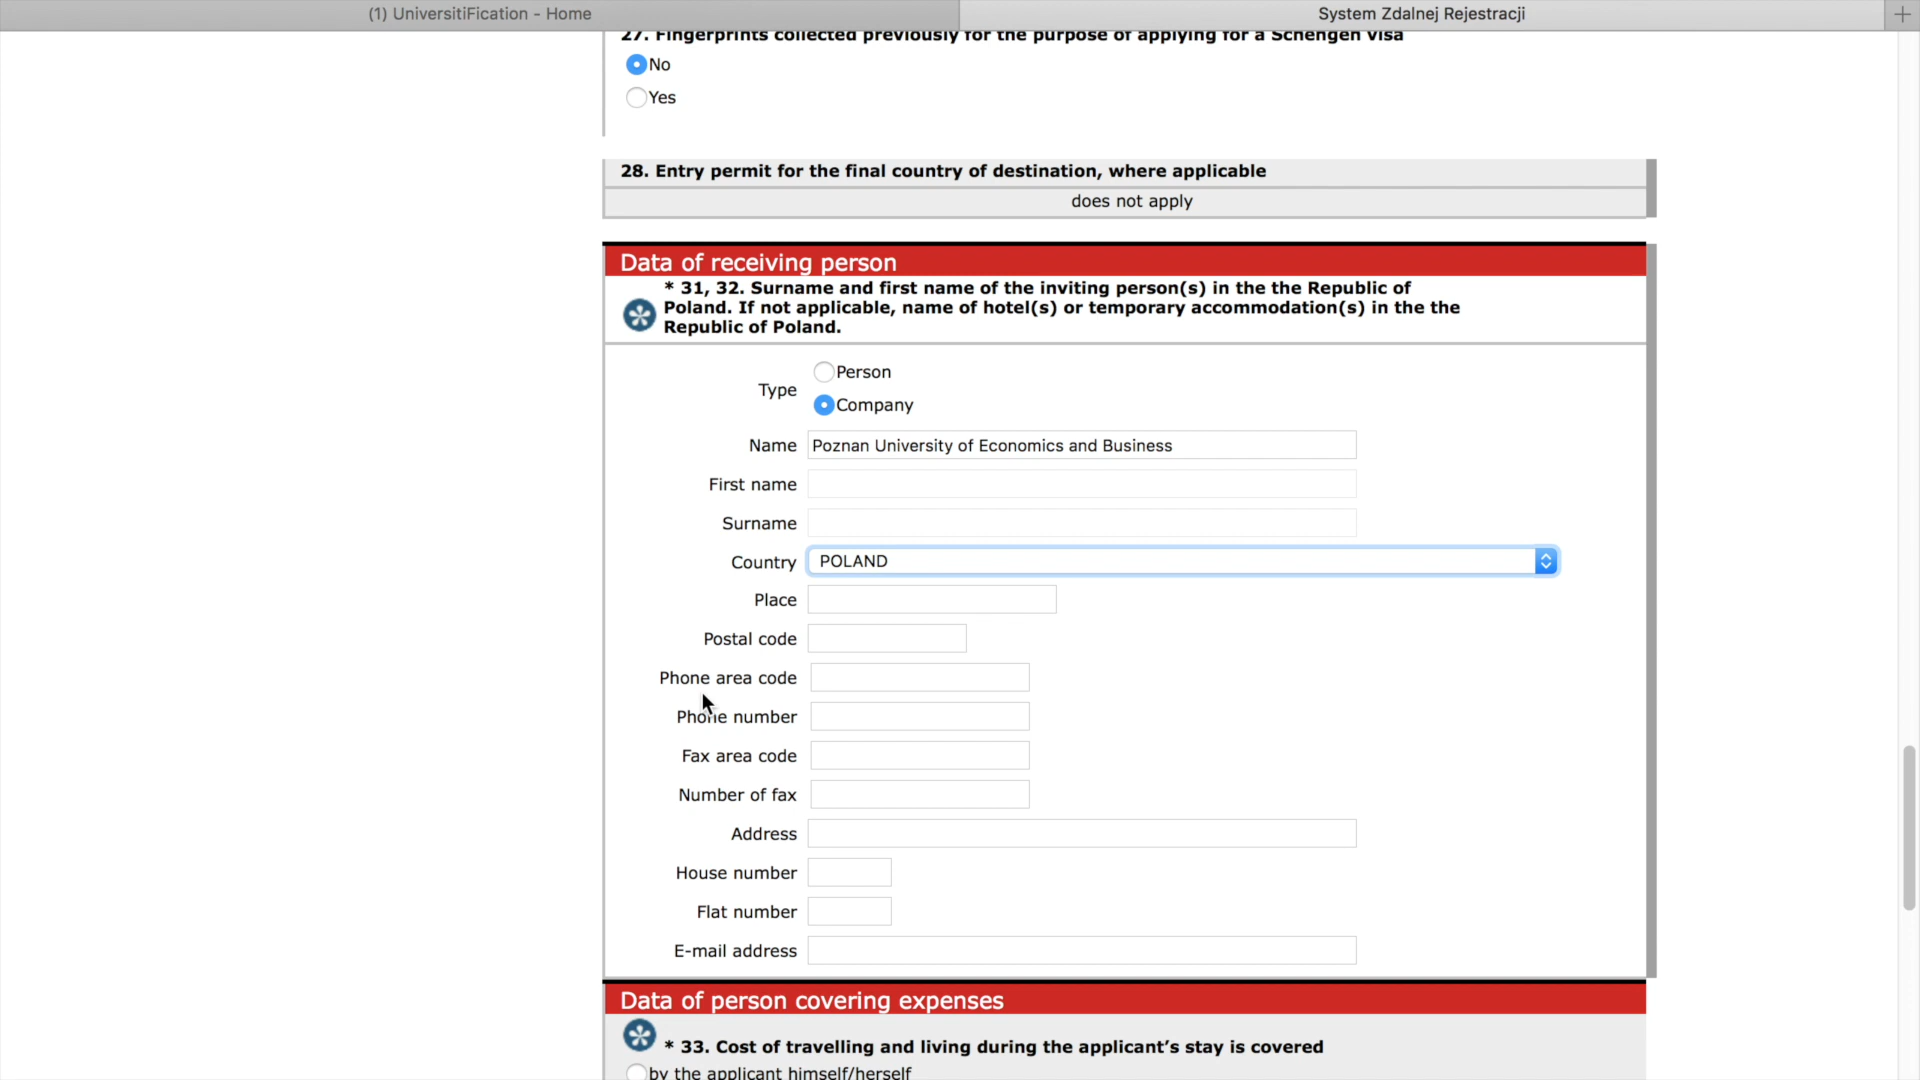 (1) UniversitiFication - Home
System Zdalnej Rejestracji
27. Fingerprints collected previously for the purpose of applying for a Schengen visa
No
Yes
28. Entry permit for the final country of destination, where applicable
does not apply
Data of receiving person
* 31, 32. Surname and first name of the inviting person(s) in the the Republic of
Poland. If not applicable, name of hotel(s) or temporary accommodation(s) in the the
Republic of Poland.
Type
Person
Company
Name Poznan University of Economics and Business
First name
Surname
Country POLAND
Place
Postal code
Phone area code
Phone number
Fax area code
Number of fax
Address
House number
Flat number
E-mail address
Data of person covering expenses
* 33. Cost of travelling and living during the applicant’s stay is covered
by the applicant himself/herself